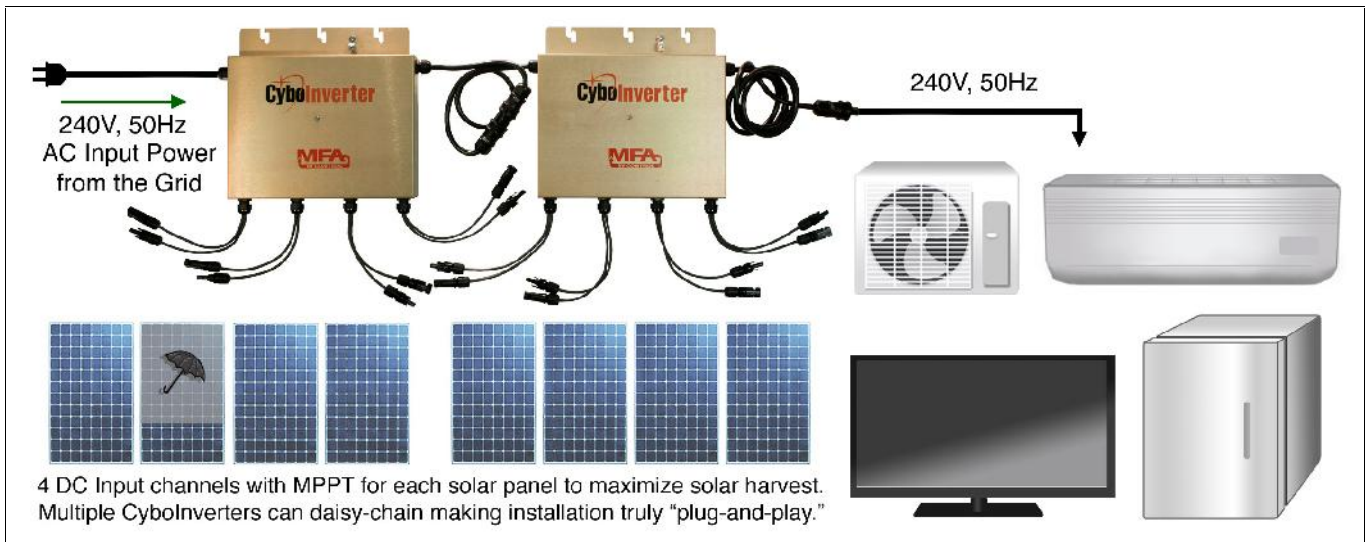 CyboInverter
CyboInverter
MFA
MFA
240V, 50Hz
AC Input Power
from the Grid
240V, 50Hz
4 DC Input channels with MPPT for each solar panel to maximize solar harvest.
Multiple CyboInverters can daisy-chain making installation truly “plug-and-play.”